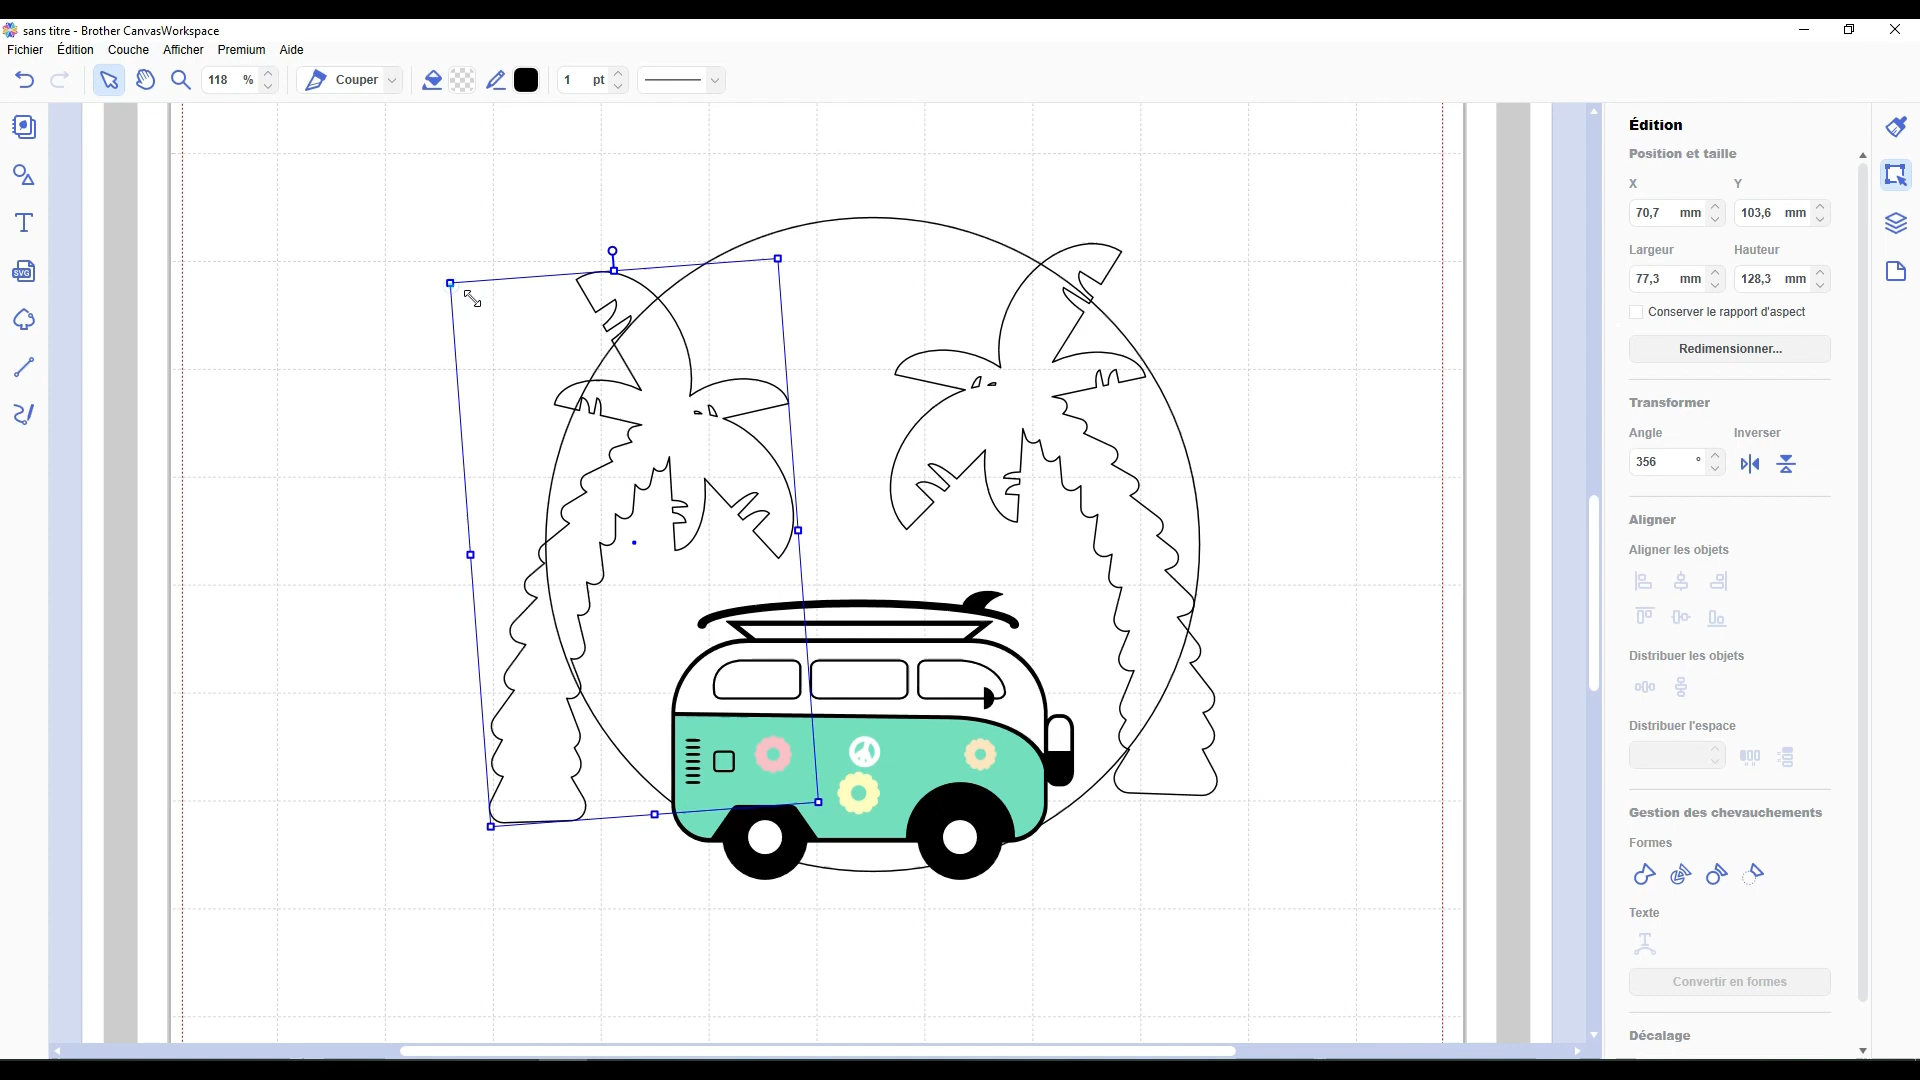 sans titre - Brother CanvasWorkspace
Fichier Édition Couche Afficher Premium Aide
118 % Couper 1 pt
SVG
Édition
Position et taille
X Y
70,7 mm 103,6 mm
Largeur Hauteur
77,3 mm 128,3 mm
Conserver le rapport d'aspect
Redimensionner...
Transformer
Angle Inverser
356 °
Aligner
Aligner les objets
Distribuer les objets
Distribuer l'espace
Gestion des chevauchements
Formes
Texte
Convertir en formes
Décalage